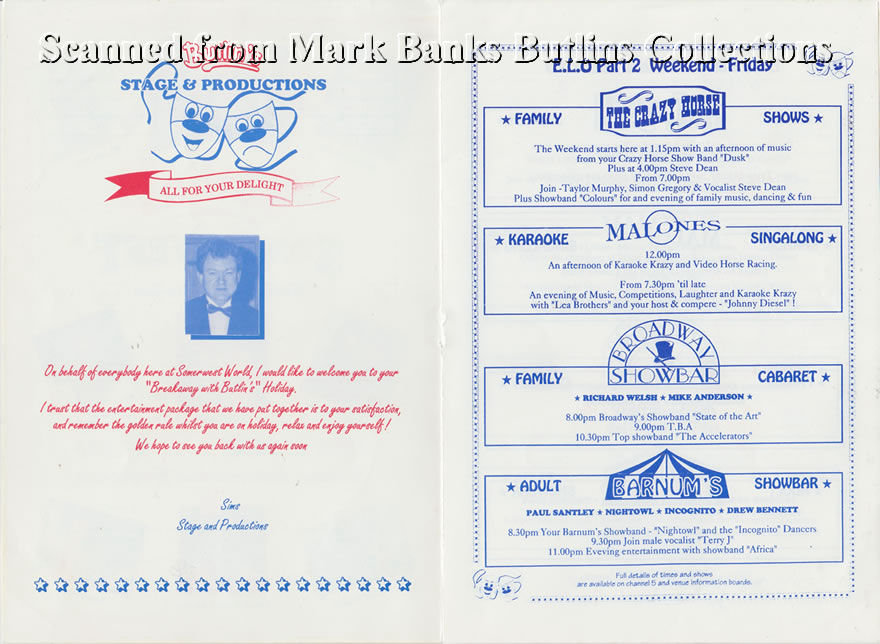 Scanned from Mark Banks Butlins Collections
Butlin's
STAGE & PRODUCTIONS
ALL FOR YOUR DELIGHT
On behalf of everybody here at Somerwest World, I would like to welcome you to your
"Breakaway with Butlin's" Holiday.
I trust that the entertainment package that we have put together is to your satisfaction,
and remember the golden rule whilst you are on holiday, relax and enjoy yourself !
We hope to see you back with us again soon
Sims
Stage and Productions
E.L.O Part 2 Weekend - Friday
★ FAMILY THE CRAZY HORSE SHOWS ★
The Weekend starts here at 1.15pm with an afternoon of music
from your Crazy Horse Show Band "Dusk"
Plus at 4.00pm Steve Dean
From 7.00pm
Join -Taylor Murphy, Simon Gregory & Vocalist Steve Dean
Plus Showband "Colours" for and evening of family music, dancing & fun
★ KARAOKE MALONES SINGALONG ★
12.00pm
An afternoon of Karaoke Krazy and Video Horse Racing.
From 7.30pm 'til late
An evening of Music, Competitions, Laughter and Karaoke Krazy
with "Lea Brothers" and your host & compere - "Johnny Diesel" !
BROADWAY
★ FAMILY SHOWBAR CABARET ★
★ RICHARD WELSH ★ MIKE ANDERSON ★
8.00pm Broadway's Showband "State of the Art"
9.00pm T.B.A
10.30pm Top showband "The Accelerators"
★ ADULT BARNUM'S SHOWBAR ★
PAUL SANTLEY ★ NIGHTOWL ★ INCOGNITO ★ DREW BENNETT
8.30pm Your Barnum's Showband - "Nightowl" and the "Incognito" Dancers
9.30pm Join male vocalist "Terry J"
11.00pm Eveving entertainment with showband "Africa"
Full details of times and shows
are available on channel 5 and venue information boards.